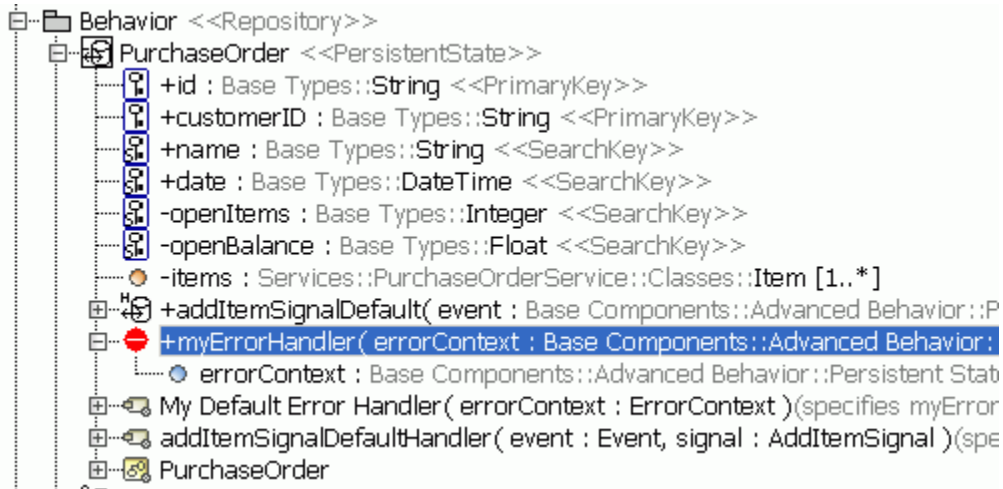 Behavior <<Repository>>
PurchaseOrder <<PersistentState>>
+id : Base Types::String <<PrimaryKey>>
+customerID : Base Types::String <<PrimaryKey>>
+name : Base Types::String <<SearchKey>>
+date : Base Types::DateTime <<SearchKey>>
-openItems : Base Types::Integer <<SearchKey>>
-openBalance : Base Types::Float <<SearchKey>>
-items : Services::PurchaseOrderService::Classes::Item [1..*]
+addItemSignalDefault( event : Base Components::Advanced Behavior::P
+myErrorHandler( errorContext : Base Components::Advanced Behavior:
errorContext : Base Components::Advanced Behavior::Persistent State
My Default Error Handler( errorContext : ErrorContext )(specifies myError
addItemSignalDefaultHandler( event : Event, signal : AddItemSignal )(spe
PurchaseOrder